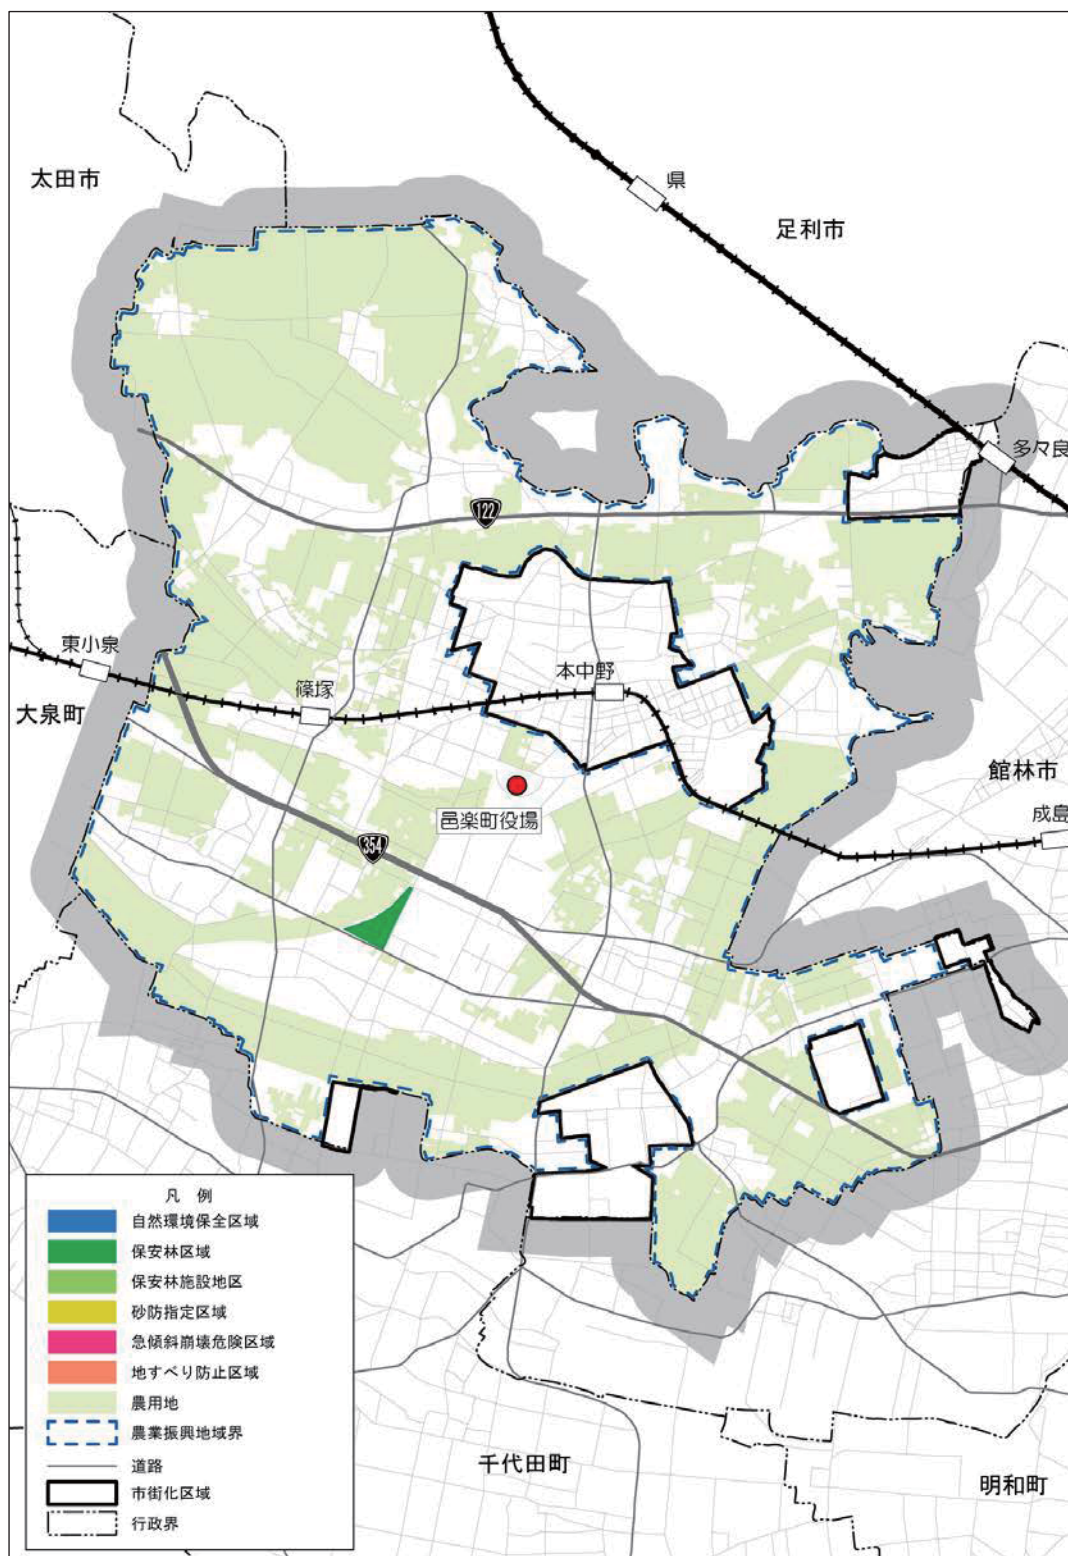 太田市
県
足利市
多々良
122
東小泉
本中野
篠塚
大泉町
館林市
成島
邑楽町役場
354
凡 例
自然環境保全区域
保安林区域
保安林施設地区
砂防指定区域
急傾斜崩壊危険区域
地すべり防止区域
農用地
農業振興地域界
道路
市街化区域
行政界
千代田町
明和町